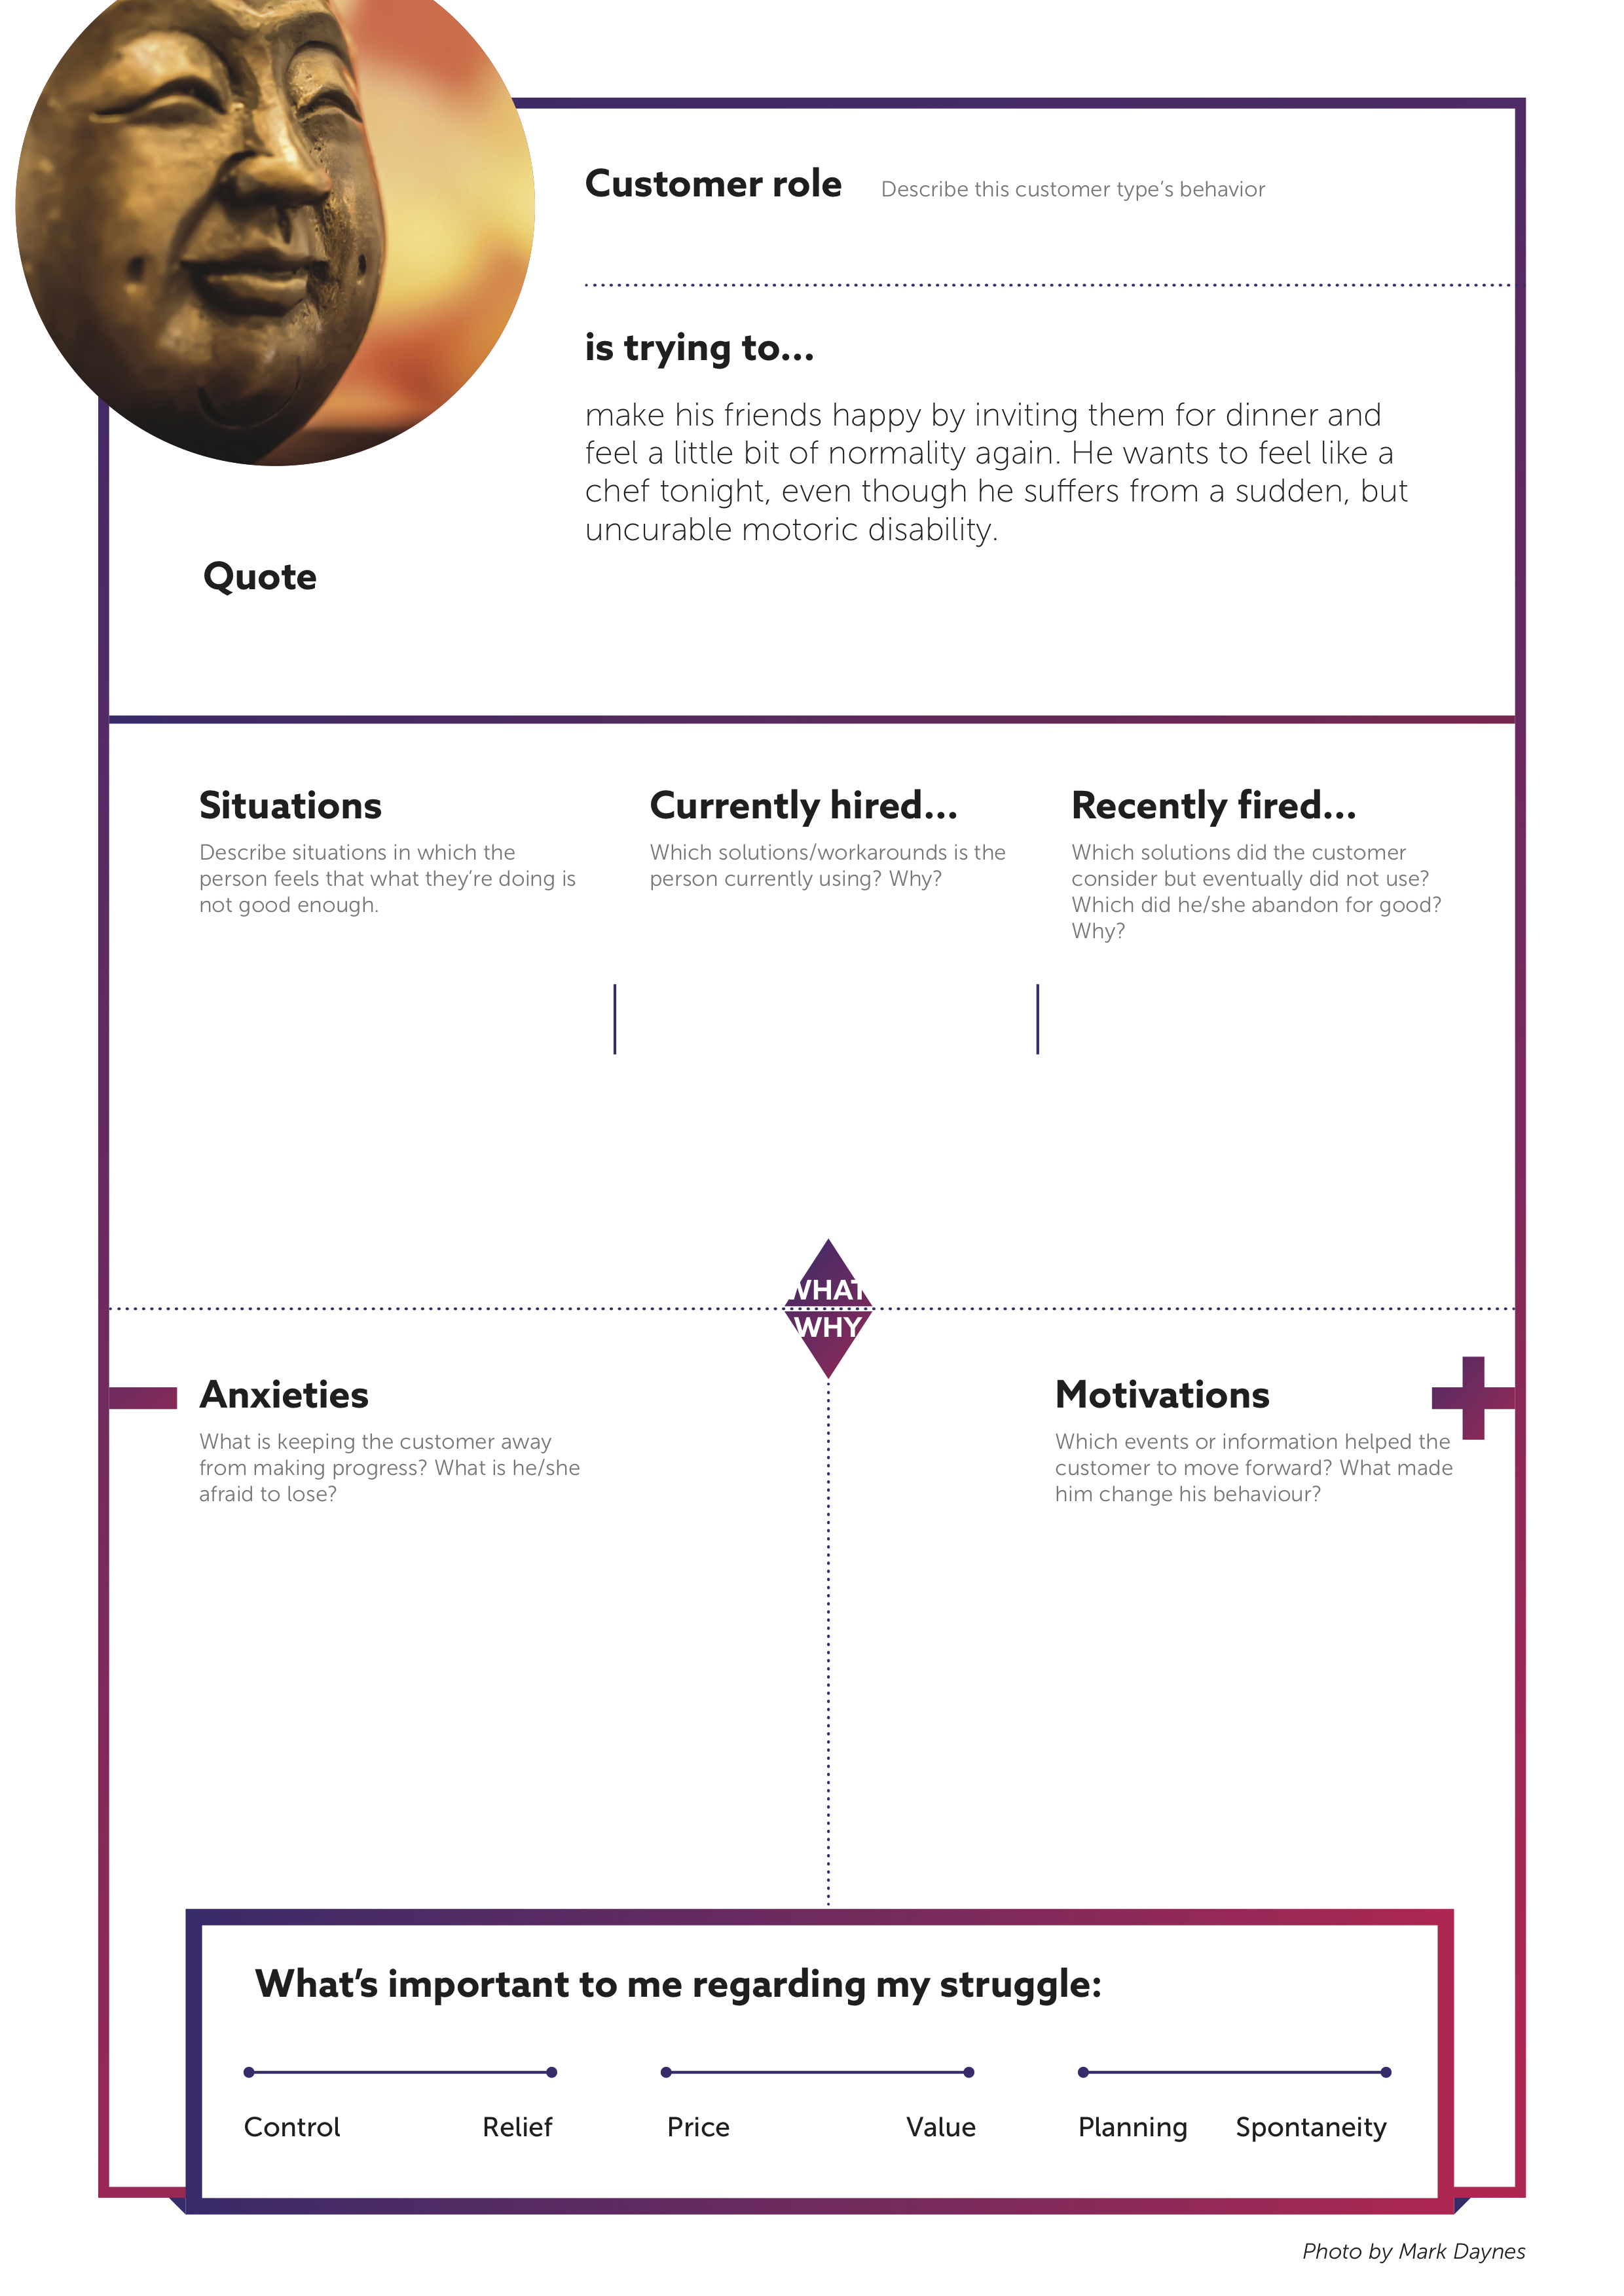 Customer role
Describe this customer type's behavior
is trying to...
make his friends happy by inviting them for dinner and
feel a little bit of normality again. He wants to feel like a
chef tonight, even though he suffers from a sudden, but
uncurable motoric disability.
Quote
Situations
Describe situations in which the
person feels that what they're doing is
not good enough.
Currently hired...
Which solutions/workarounds is the
person currently using? Why?
Recently fired...
Which solutions did the customer
consider but eventually did not use?
Which did he/she abandon for good?
Why?
WHAT
WHY
Anxieties
What is keeping the customer away
from making progress? What is he/she
afraid to lose?
Motivations
Which events or information helped the
customer to move forward? What made
him change his behaviour?
What's important to me regarding my struggle:
Control Relief
Price Value
Planning Spontaneity
Photo by Mark Daynes